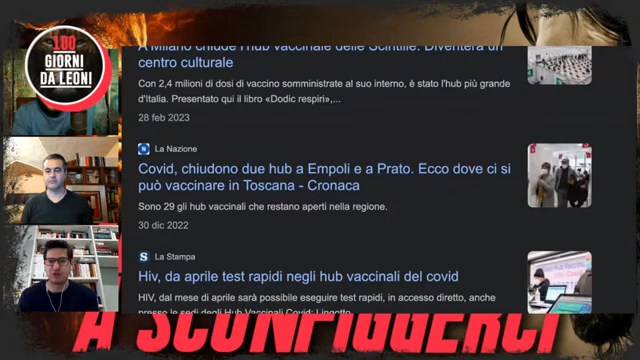 100
GIORNI
DA LEONI
A Milano chiude l'hub vaccinale delle Scintille. Diventerà un
centro culturale
Con 2,4 milioni di dosi di vaccino somministrate al suo interno, è stato l'hub più grande
d'Italia. Presentato qui il libro «Dodic respiri»,...
28 feb 2023
La Nazione
Covid, chiudono due hub a Empoli e a Prato. Ecco dove ci si
può vaccinare in Toscana - Cronaca
Sono 29 gli hub vaccinali che restano aperti nella regione.
30 dic 2022
S La Stampa
Hiv, da aprile test rapidi negli hub vaccinali del covid
HIV, dal mese di aprile sarà possibile eseguire test rapidi, in accesso diretto, anche
presso le sedi degli Hub Vaccinali Covid: Lingotto
A SCONFIGGERCI